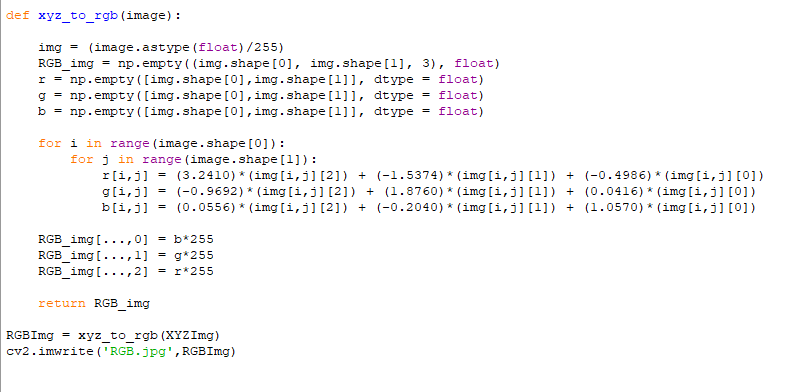 def xyz_to_rgb(image):
    img = (image.astype(float)/255)
    RGB_img = np.empty((img.shape[0], img.shape[1], 3), float)
    r = np.empty([img.shape[0],img.shape[1]], dtype = float)
    g = np.empty([img.shape[0],img.shape[1]], dtype = float)
    b = np.empty([img.shape[0],img.shape[1]], dtype = float)
    for i in range(image.shape[0]):
        for j in range(image.shape[1]):
            r[i,j] = (3.2410)*(img[i,j][2]) + (-1.5374)*(img[i,j][1]) + (-0.4986)*(img[i,j][0])
            g[i,j] = (-0.9692)*(img[i,j][2]) + (1.8760)*(img[i,j][1]) + (0.0416)*(img[i,j][0])
            b[i,j] = (0.0556)*(img[i,j][2]) + (-0.2040)*(img[i,j][1]) + (1.0570)*(img[i,j][0])
    RGB_img[...,0] = b*255
    RGB_img[...,1] = g*255
    RGB_img[...,2] = r*255
    return RGB_img
RGBImg = xyz_to_rgb(XYZImg)
cv2.imwrite('RGB.jpg',RGBImg)